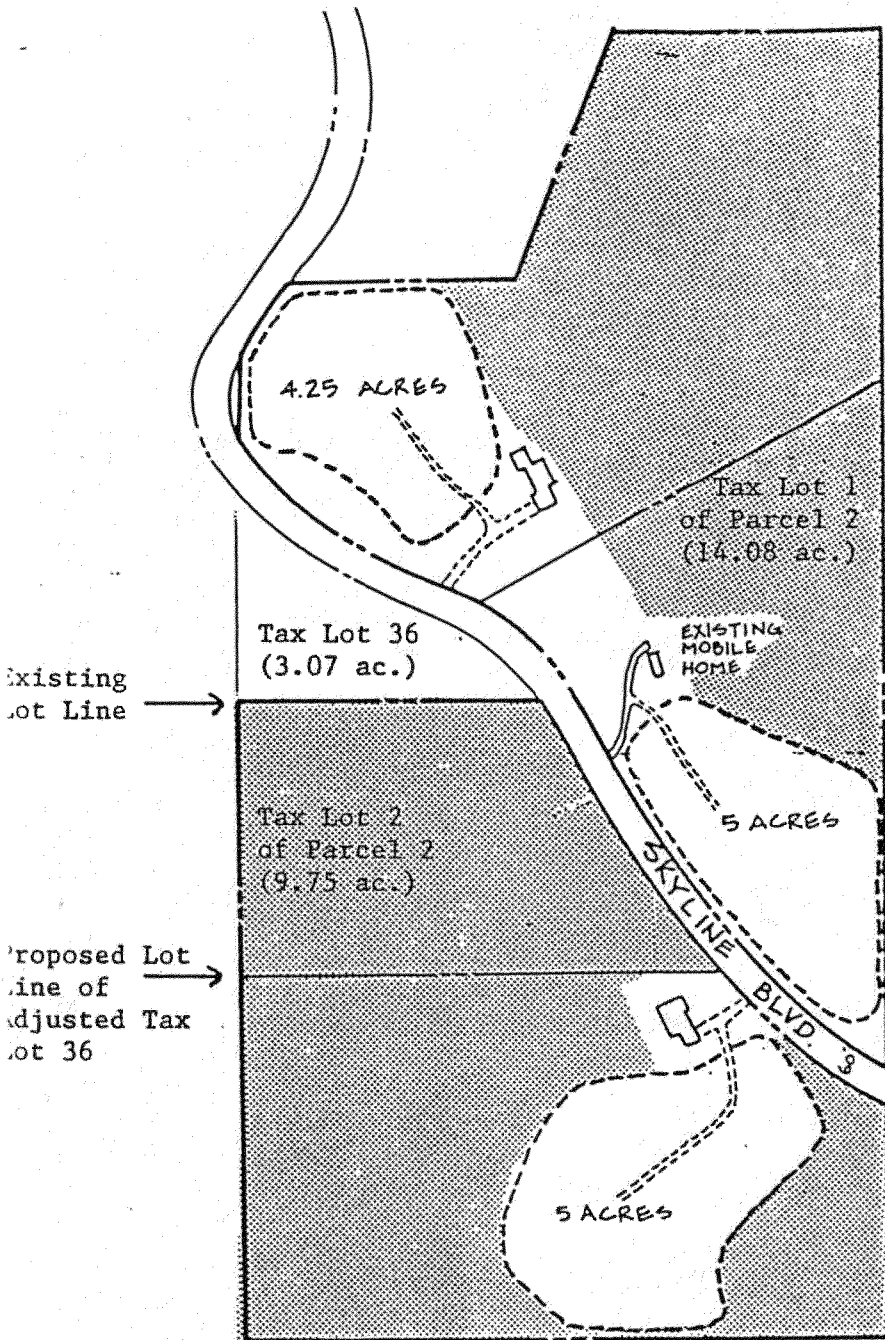 4.25 ACRES
Tax Lot 1
of Parcel 2
(14.08 ac.)
Tax Lot 36
(3.07 ac.)
EXISTING
MOBILE
HOME
xisting
ot Line
5 ACRES
Tax Lot 2
of Parcel 2
(9.75 ac.)
SKYLINE BLVD.
roposed Lot
ine of
djusted Tax
ot 36
5 ACRES